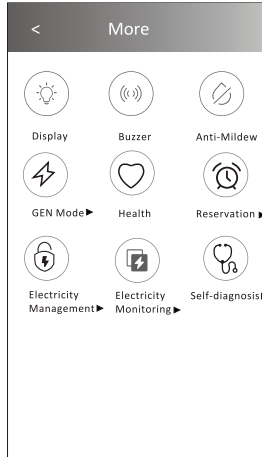 < More
Display Buzzer Anti-Mildew
GEN Mode▶ Health Reservation▶
Electricity Management▶ Electricity Monitoring▶ Self-diagnosis